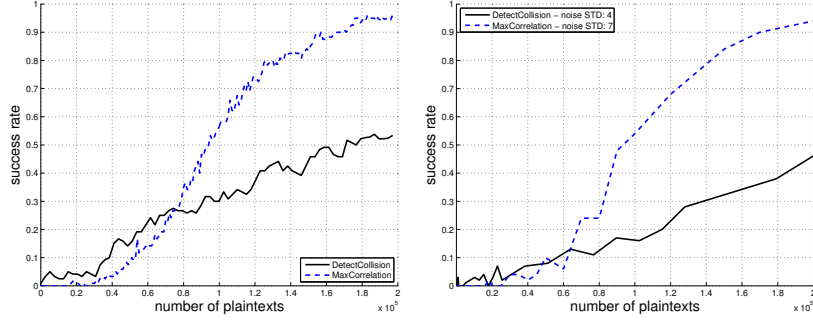 1
0.9
0.8
0.7
0.6
0.5
0.4
0.3
0.2
0.1
0
success rate
0 0.2 0.4 0.6 0.8 1 1.2 1.4 1.6 1.8 2
x 10^5
number of plaintexts
DetectCollision
MaxCorrelation
1
0.9
0.8
0.7
0.6
0.5
0.4
0.3
0.2
0.1
0
success rate
0.2 0.4 0.6 0.8 1 1.2 1.4 1.6 1.8 2
x 10^5
number of plaintexts
DetectCollision – noise STD: 4
MaxCorrelation – noise STD: 7